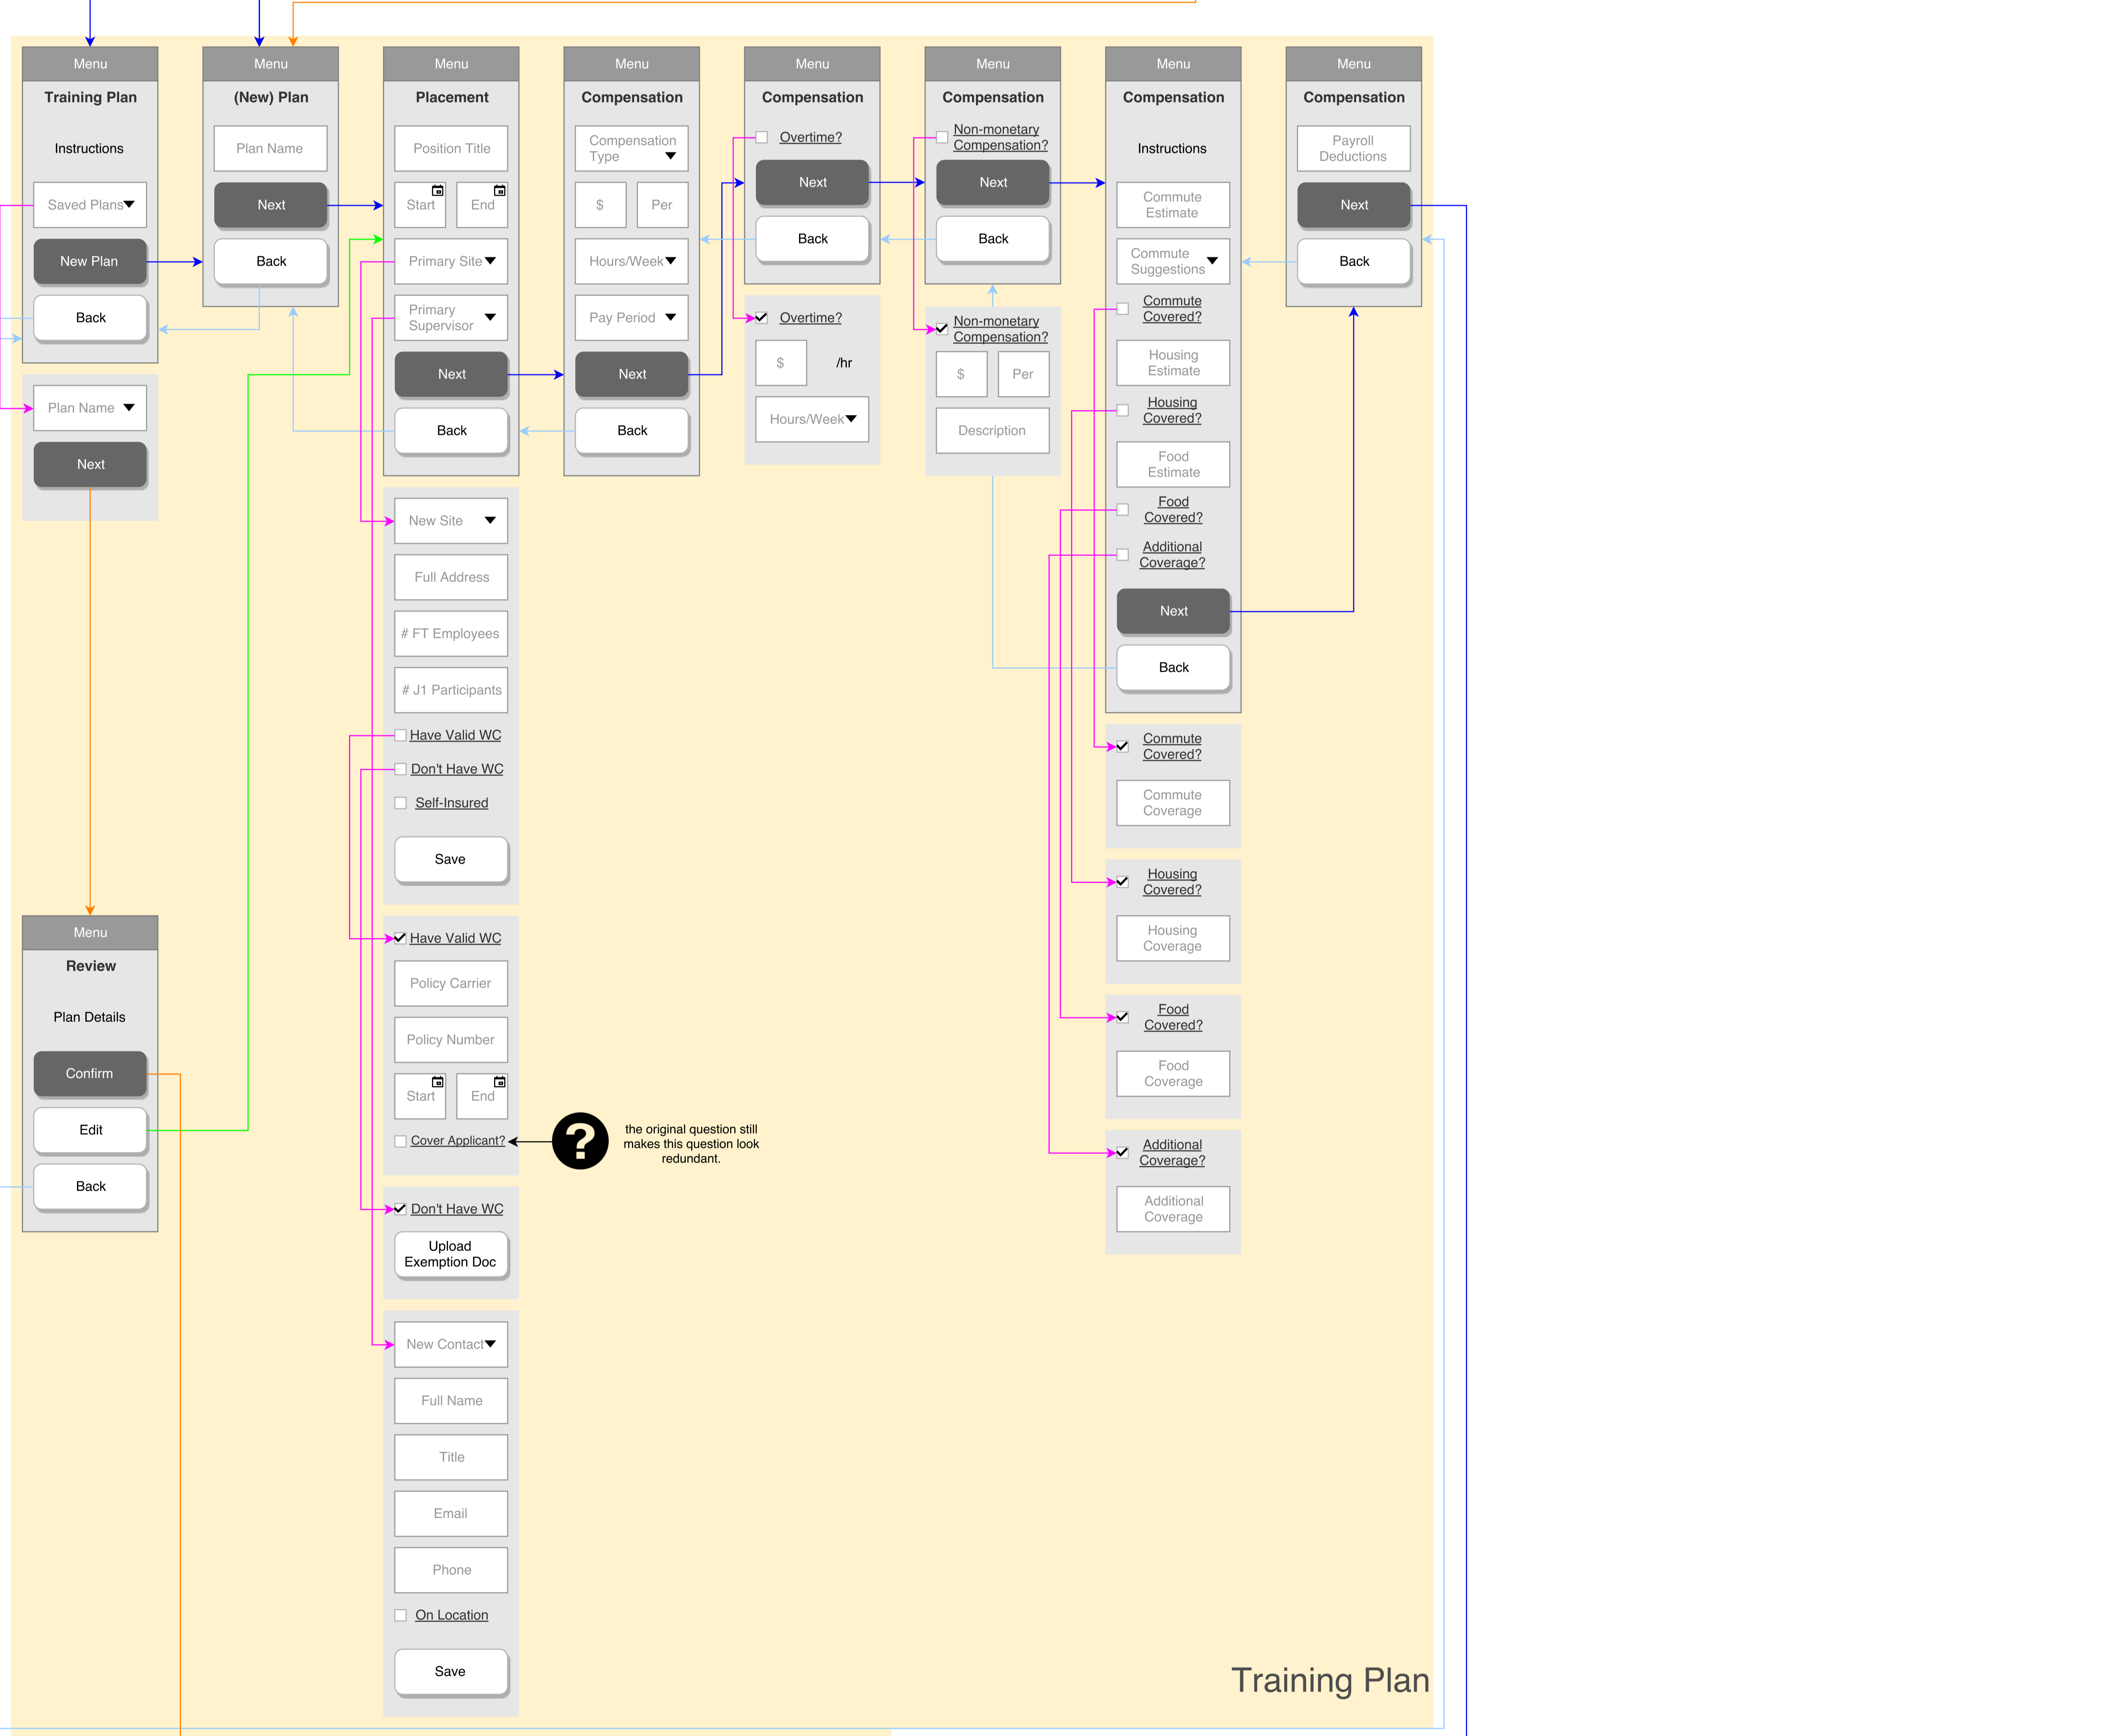 Menu
Training Plan
Instructions
Saved Plans
New Plan
Back
Plan Name
Next
Menu
Review
Plan Details
Confirm
Edit
Back
Menu
(New) Plan
Plan Name
Next
Back
Menu
Placement
Position Title
Start
End
Primary Site
Primary
Supervisor
Next
Back
New Site
Full Address
# FT Employees
# J1 Participants
Have Valid WC
Don't Have WC
Self-Insured
Save
Have Valid WC
Policy Carrier
Policy Number
Start
End
Cover Applicant?
?
the original question still
makes this question look
redundant.
Don't Have WC
Upload
Exemption Doc
New Contact
Full Name
Title
Email
Phone
On Location
Save
Menu
Compensation
Compensation
Type
$
Per
Hours/Week
Pay Period
Next
Back
Menu
Compensation
Overtime?
Next
Back
Overtime?
$
/hr
Hours/Week
Menu
Compensation
Non-monetary
Compensation?
Next
Back
Non-monetary
Compensation?
$
Per
Description
Menu
Compensation
Instructions
Commute
Estimate
Commute
Suggestions
Commute
Covered?
Housing
Estimate
Housing
Covered?
Food
Estimate
Food
Covered?
Additional
Coverage?
Next
Back
Commute
Covered?
Commute
Coverage
Housing
Covered?
Housing
Coverage
Food
Covered?
Food
Coverage
Additional
Coverage?
Additional
Coverage
Menu
Compensation
Payroll
Deductions
Next
Back
Training Plan